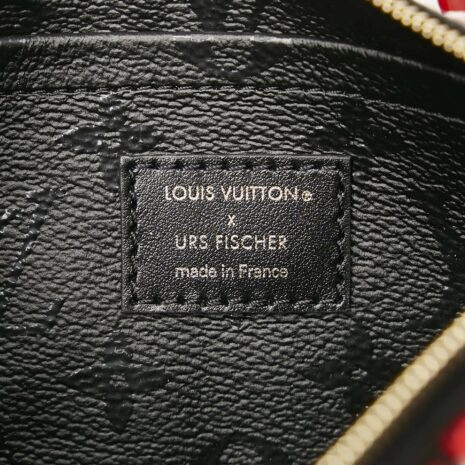 LOUIS VUITTON®
x
URS FISCHER
made in France